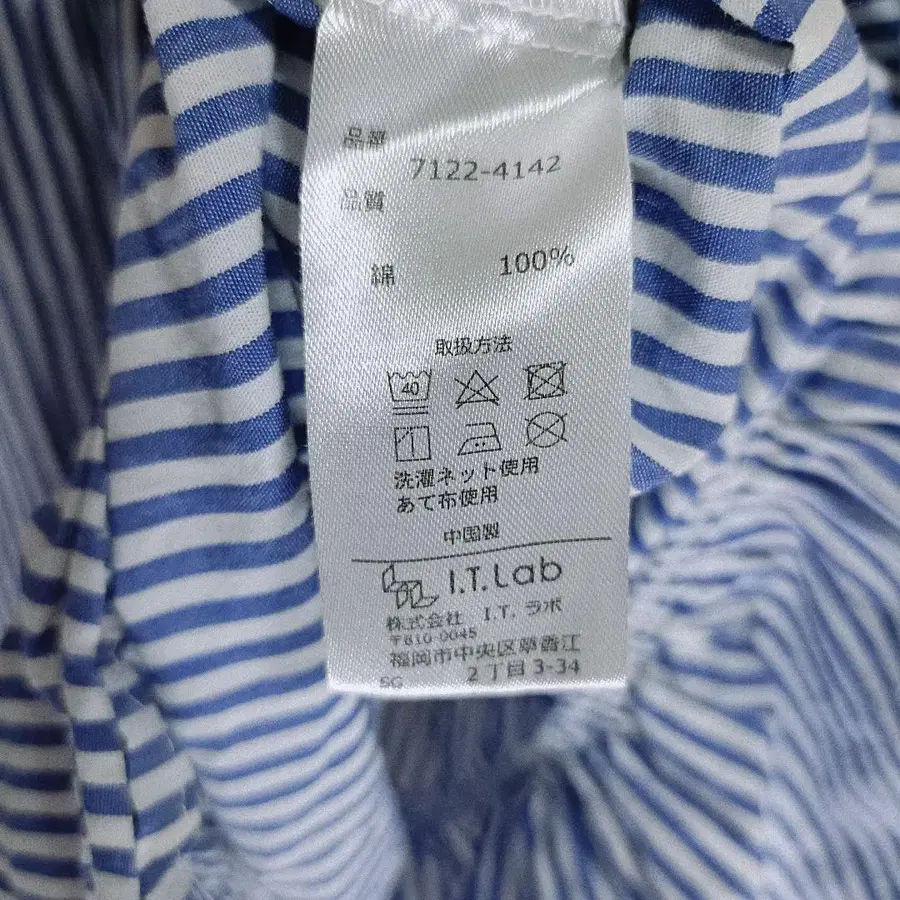 品番
7122-4142
品質
綿 100%
取扱方法
40
洗濯ネット使用
あて布使用
中国製
I.T.Lab
株式会社 I.T. ラボ
〒810-0045
福岡市中央区草香江
2丁目3-34
SG